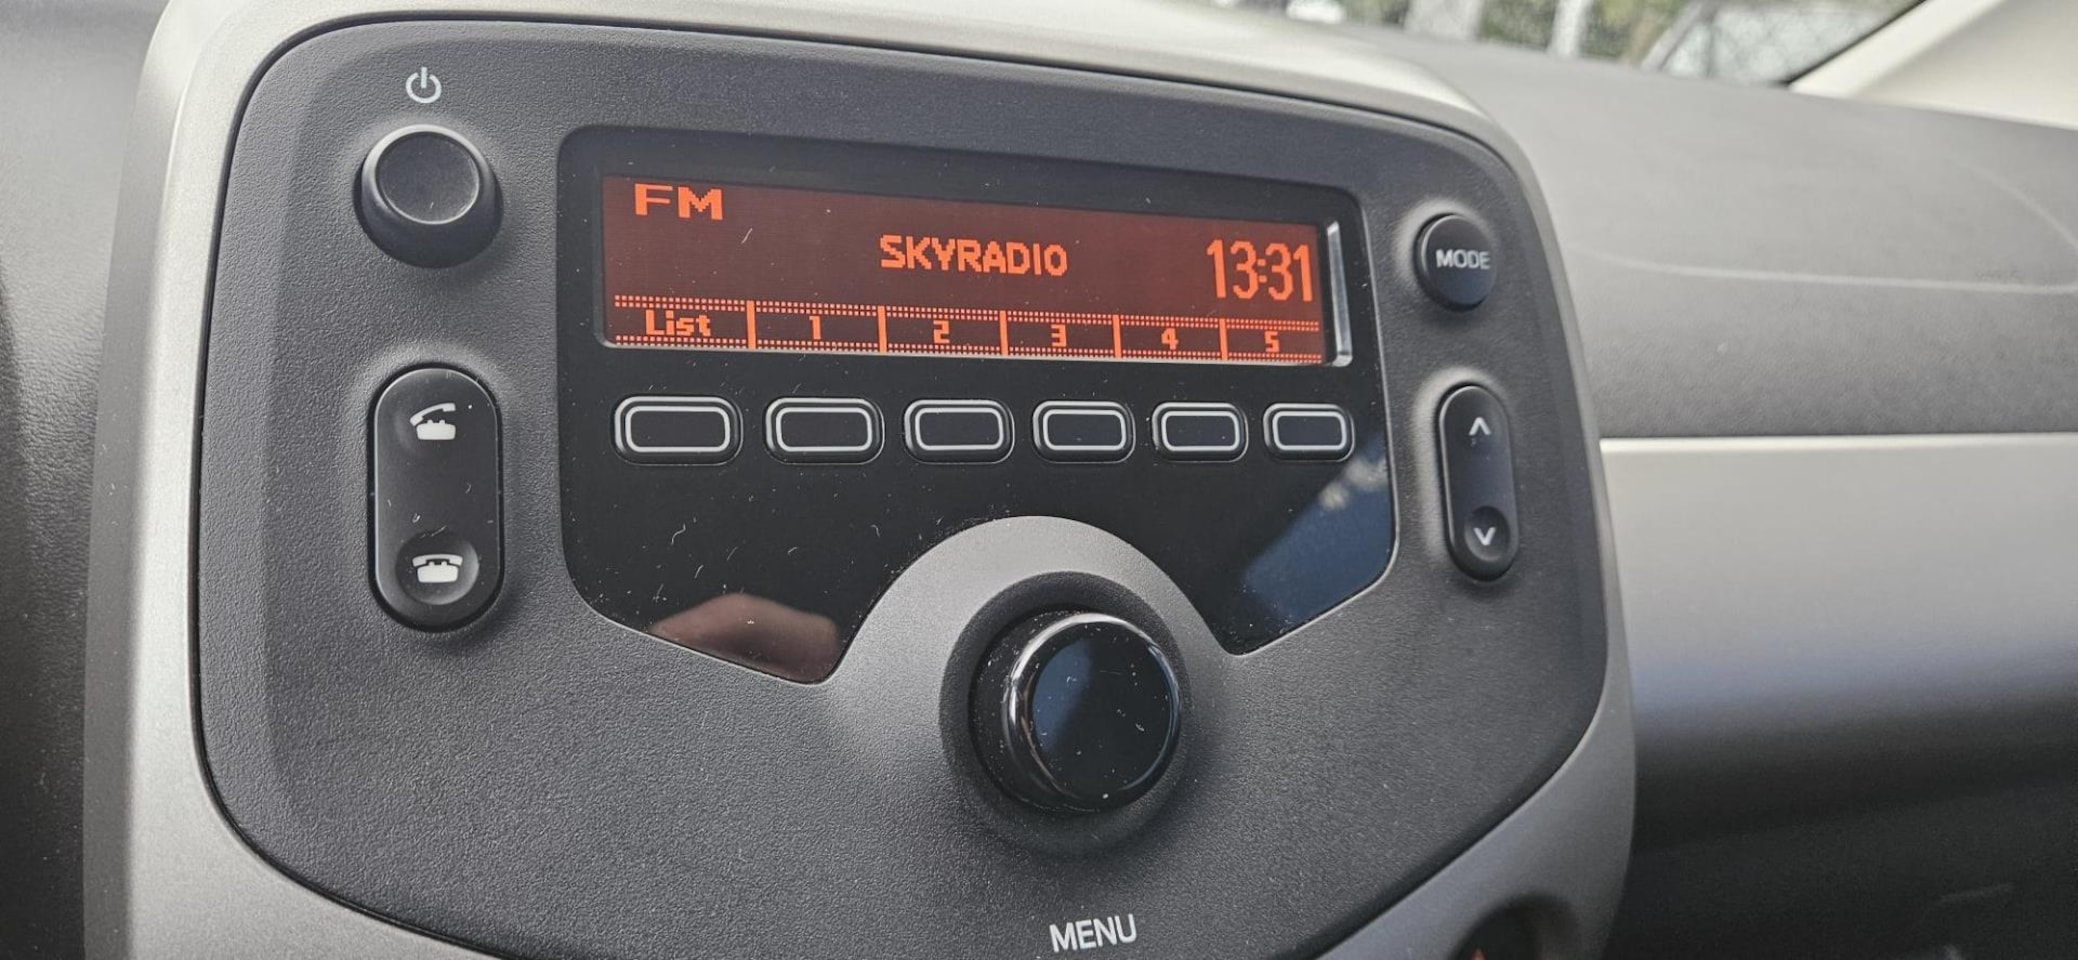 FM
SKYRADIO 13:31
List 1 2 3 4 5
MODE
MENU